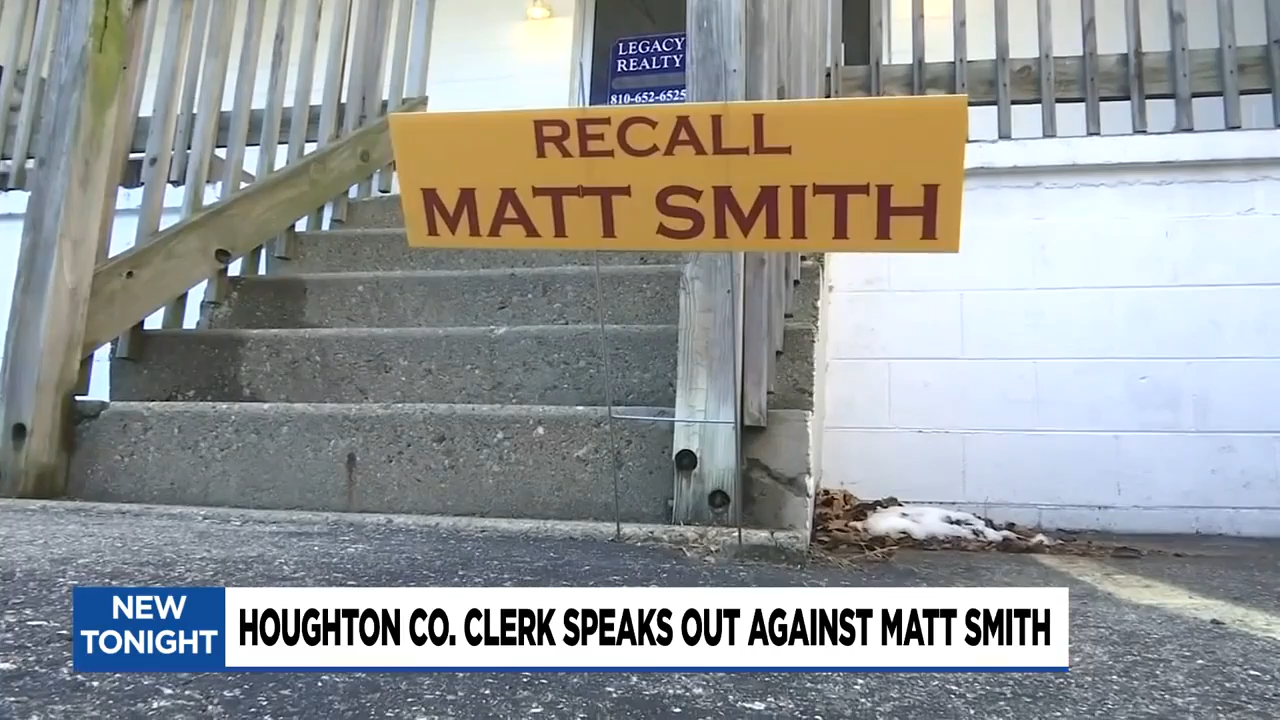 LEGACY
REALTY
810-652-6525
RECALL
MATT SMITH
NEW
TONIGHT
HOUGHTON CO. CLERK SPEAKS OUT AGAINST MATT SMITH